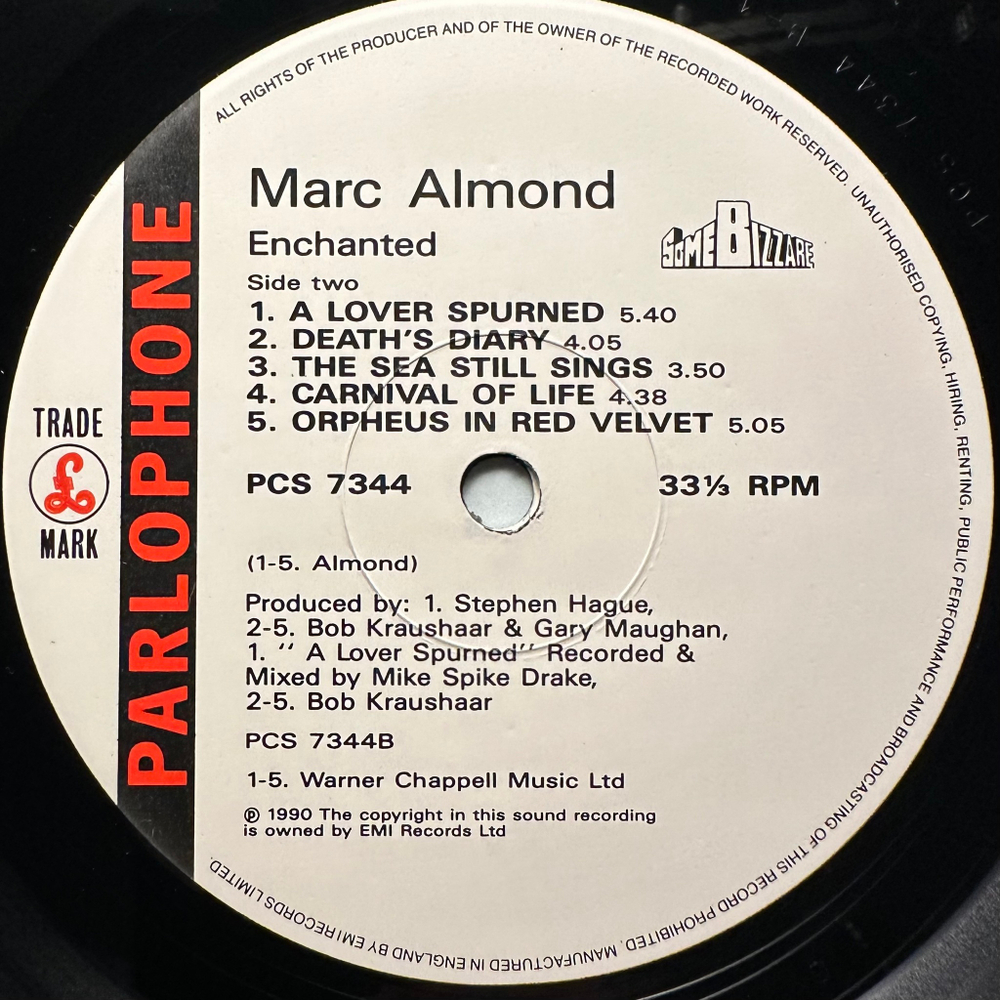 ALL RIGHTS OF THE PRODUCER AND OF THE OWNER OF THE RECORDED WORK RESERVED. UNAUTHORISED COPYING, HIRING, RENTING, PUBLIC PERFORMANCE AND BROADCASTING OF THIS RECORD PROHIBITED. MANUFACTURED IN ENGLAND BY EMI RECORDS LIMITED.
Marc Almond
SOME BIZZARE
Enchanted
Side two
1. A LOVER SPURNED 5.40
2. DEATH'S DIARY 4.05
3. THE SEA STILL SINGS 3.50
4. CARNIVAL OF LIFE 4.38
5. ORPHEUS IN RED VELVET 5.05
TRADE
£
MARK
PARLOPHONE
PCS 7344 33⅓ RPM
(1-5. Almond)
Produced by: 1. Stephen Hague,
2-5. Bob Kraushaar & Gary Maughan,
1. '' A Lover Spurned'' Recorded &
Mixed by Mike Spike Drake,
2-5. Bob Kraushaar
PCS 7344B
1-5. Warner Chappell Music Ltd
℗ 1990 The copyright in this sound recording
is owned by EMI Records Ltd
PCS 7344 B